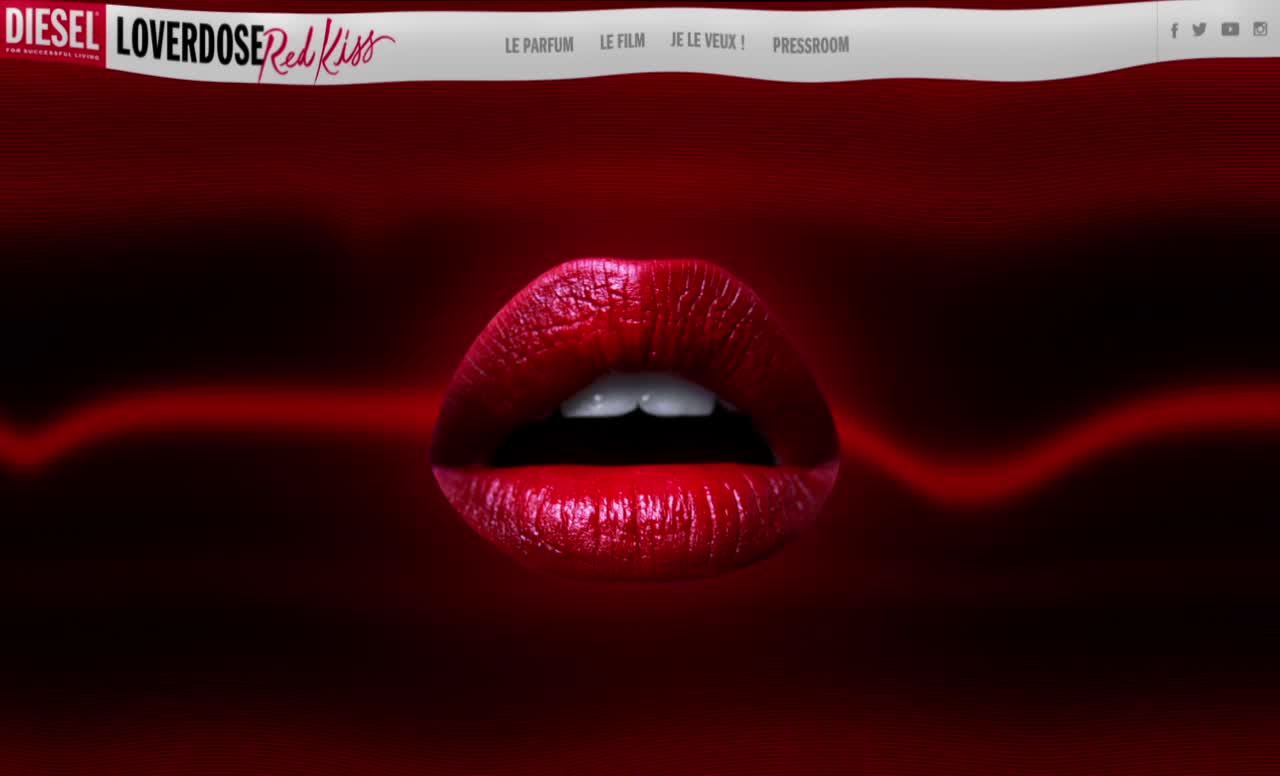 DIESEL
FOR SUCCESSFUL LIVING
LOVERDOSE Red Kiss
LE PARFUM
LE FILM
JE LE VEUX !
PRESSROOM